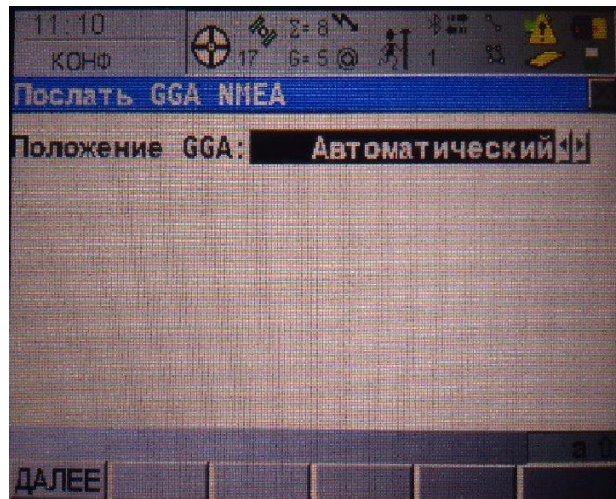 11:10
КОНФ
17
Σ= 8
G= 5
1
Послать GGA NMEA
Положение GGA: Автоматический
a
ДАЛЕЕ